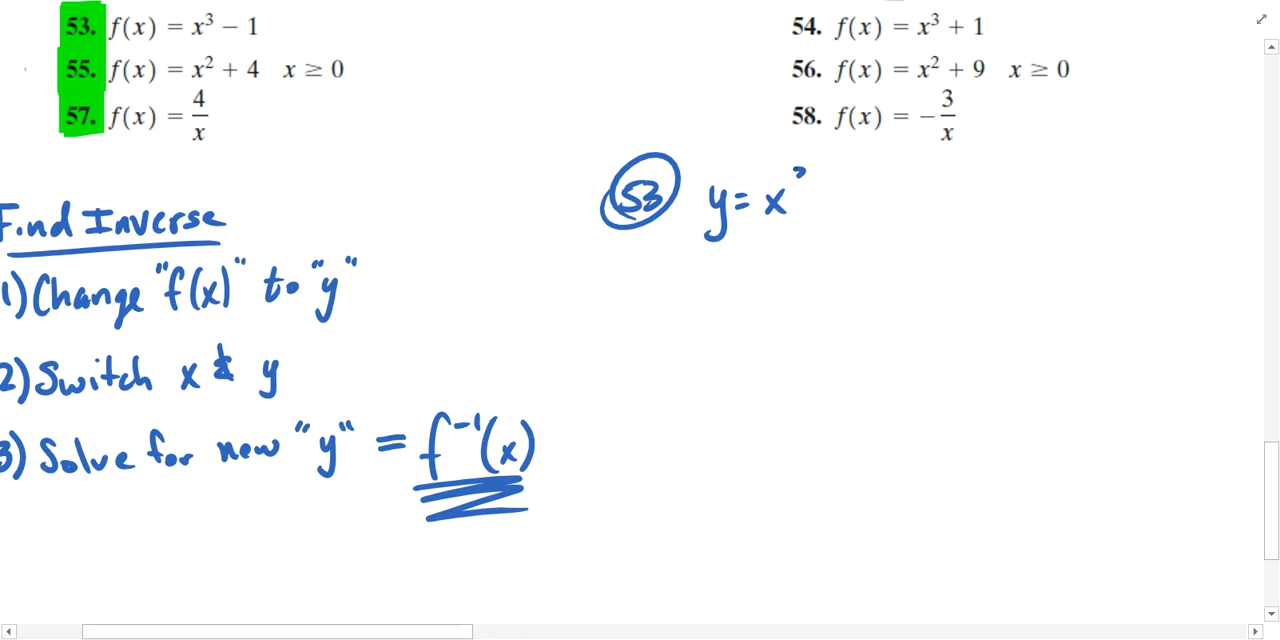 53. f(x) = x³ − 1
55. f(x) = x² + 4 x ≥ 0
57. f(x) = 4/x
54. f(x) = x³ + 1
56. f(x) = x² + 9 x ≥ 0
58. f(x) = −3/x
Find Inverse
1) Change "f(x)" to "y"
2) Switch x & y
3) Solve for new "y" = f⁻¹(x)
53 y = x